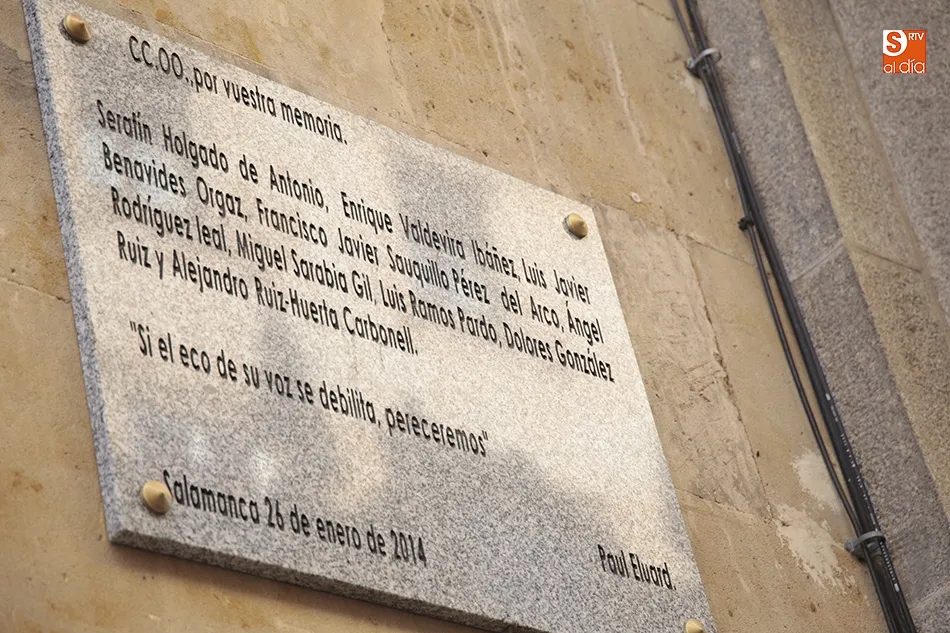 CC.OO.,por vuestra memoria.
Serafín Holgado de Antonio, Enrique Valdevira Ibáñez, Luis Javier
Benavides Orgaz, Francisco Javier Sauquillo Pérez del Arco, Ángel
Rodríguez leal, Miguel Sarabia Gil, Luis Ramos Pardo, Dolores González
Ruiz y Alejandro Ruiz-Huerta Carbonell.
"Si el eco de su voz se debilita, pereceremos"
Salamanca 26 de enero de 2014
Paul Eluard.
S RTV
al día